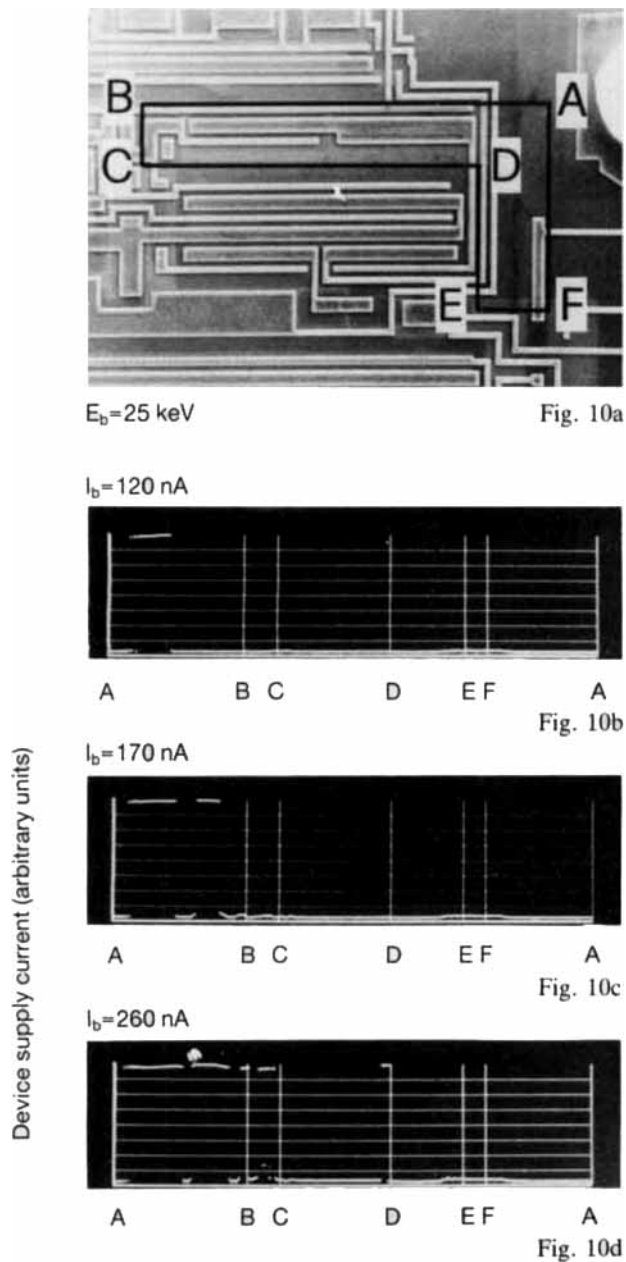 B A
C D
E F
E_b=25 keV Fig. 10a
I_b=120 nA
A B C D E F A
Fig. 10b
I_b=170 nA
A B C D E F A
Fig. 10c
I_b=260 nA
A B C D E F A
Fig. 10d
Device supply current (arbitrary units)